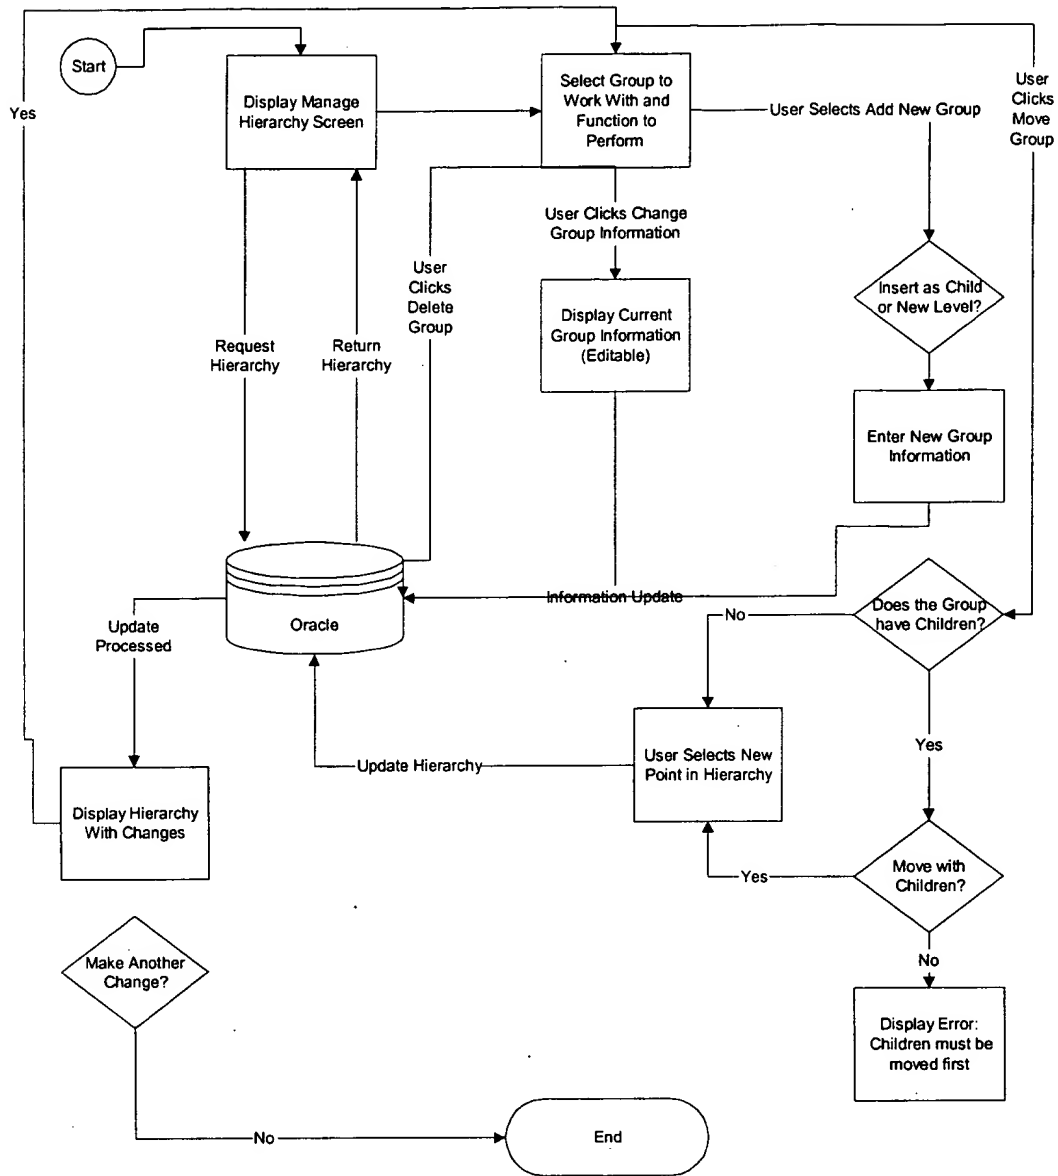 Start
Yes
Display Manage
Hierarchy Screen
Select Group to
Work With and
Function to
Perform
User Selects Add New Group
User
Clicks
Move
Group
User Clicks Change
Group Information
User
Clicks
Delete
Group
Insert as Child
or New Level?
Display Current
Group Information
(Editable)
Request
Hierarchy
Return
Hierarchy
Enter New Group
Information
Information Update
Oracle
Does the Group
have Children?
No
Update
Processed
Yes
User Selects New
Point in Hierarchy
Update Hierarchy
Display Hierarchy
With Changes
Move with
Children?
Yes
No
Make Another
Change?
Display Error:
Children must be
moved first
No
End